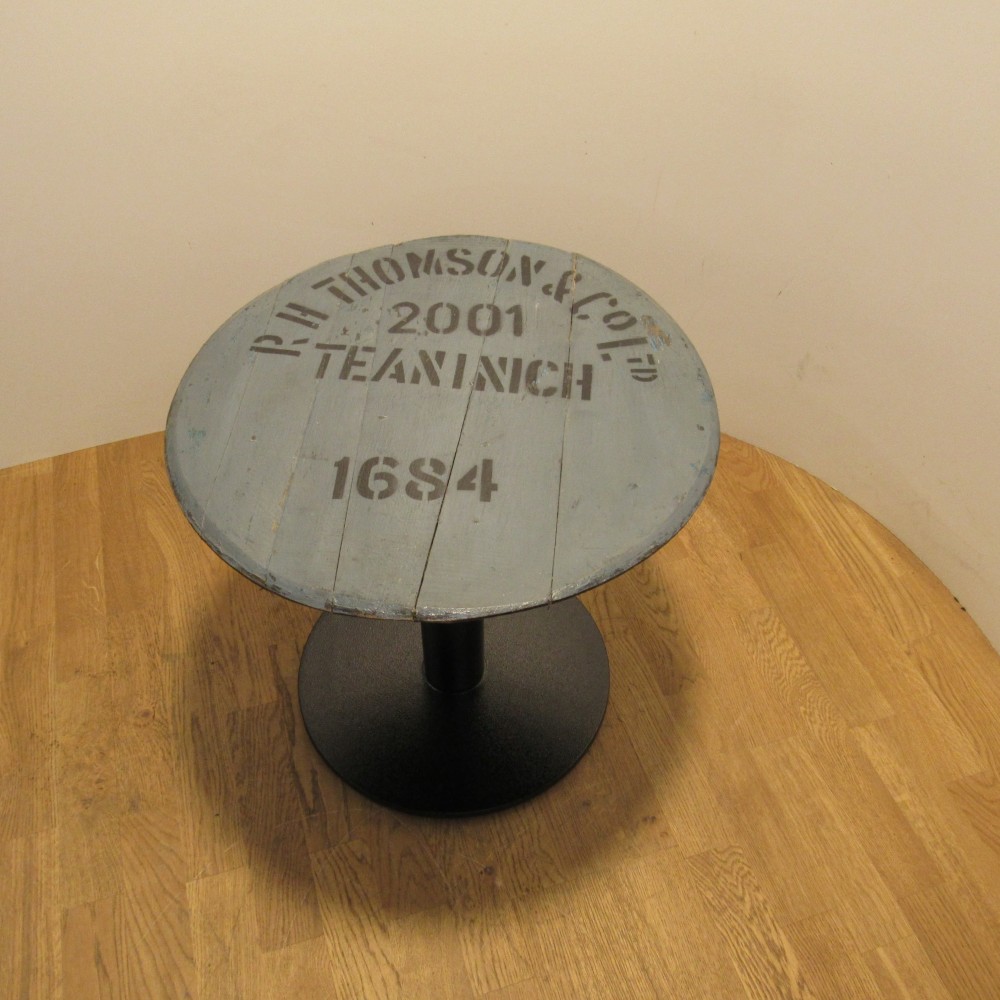 R H THOMSON & CO LTD
2001
TEANINICH
1684